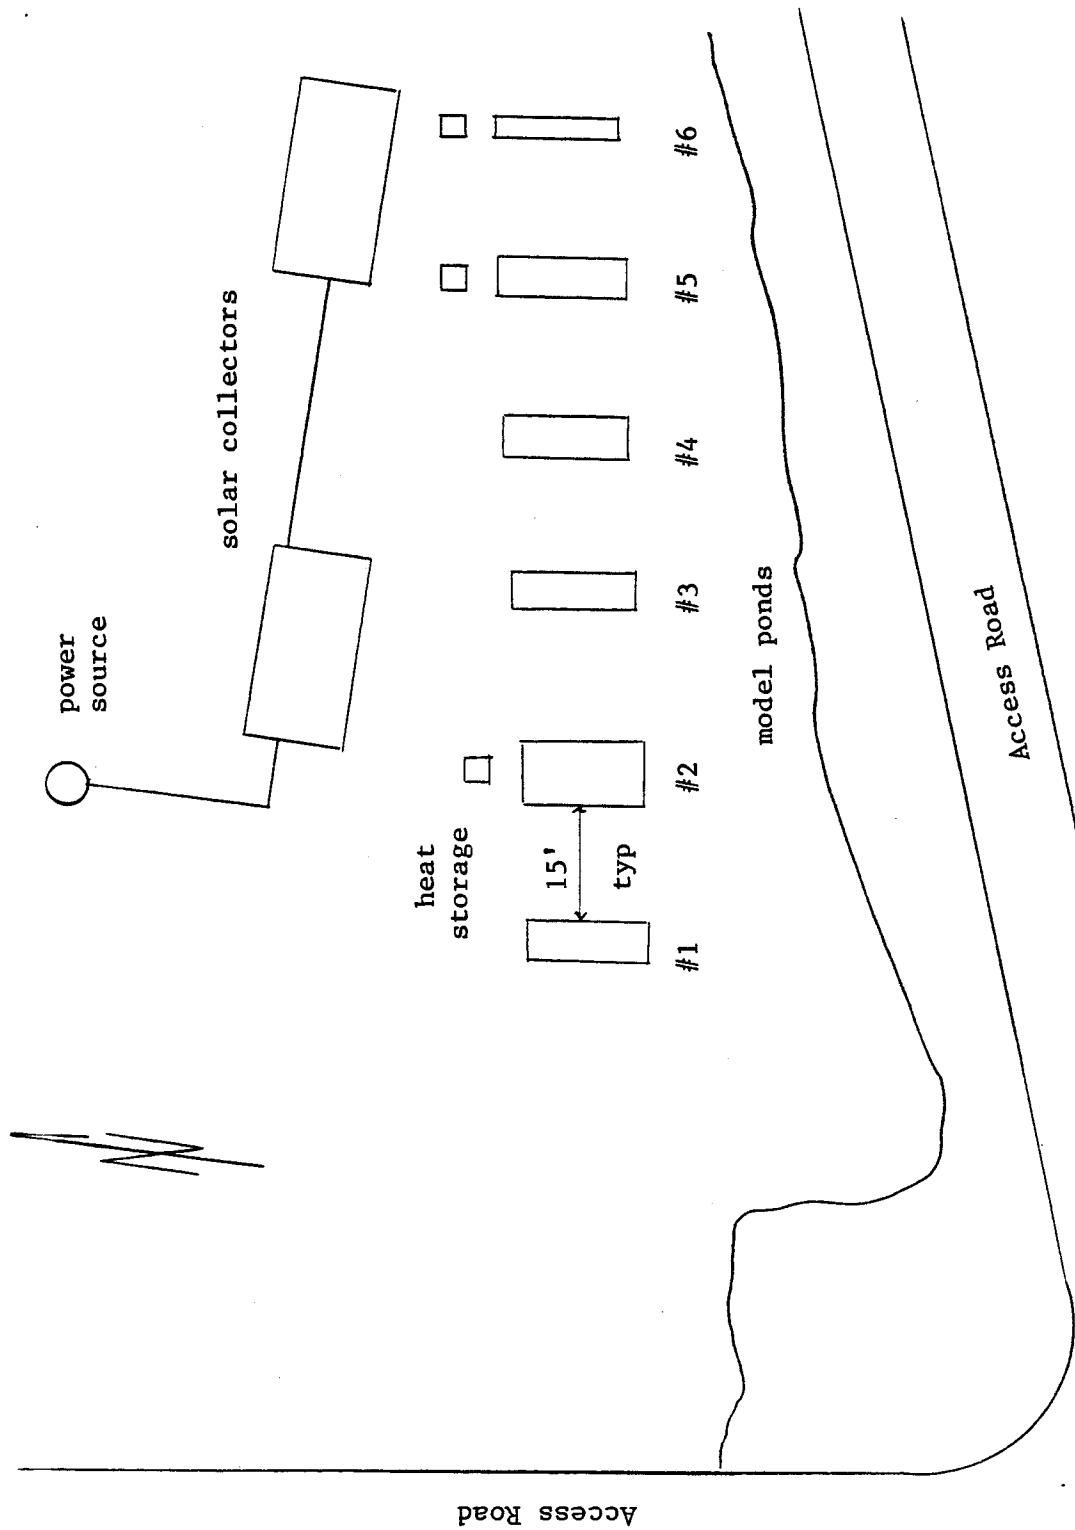 power
source
solar collectors
heat
storage
15'
typ
#1
#2
#3
#4
#5
#6
model ponds
Access Road
Access Road